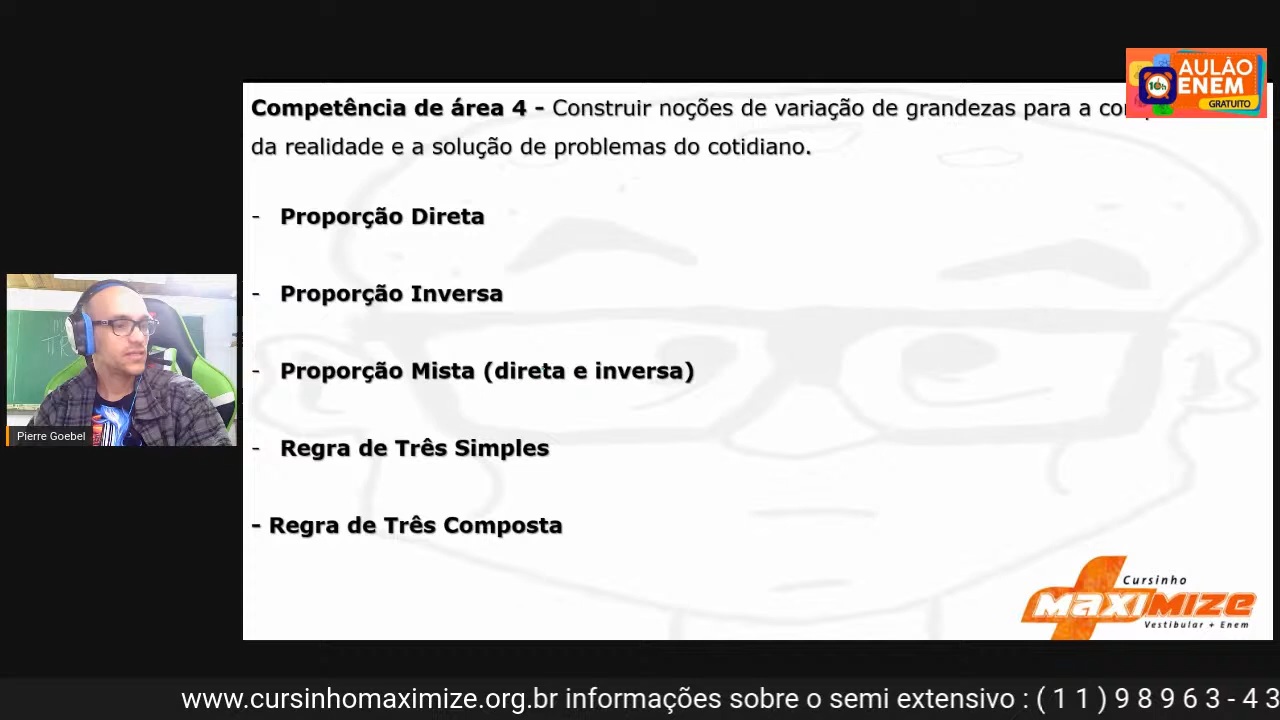 AULÃO
10h
ENEM
GRATUITO
Competência de área 4 - Construir noções de variação de grandezas para a
da realidade e a solução de problemas do cotidiano.
- Proporção Direta
- Proporção Inversa
- Proporção Mista (direta e inversa)
- Regra de Três Simples
- Regra de Três Composta
Pierre Goebel
Cursinho
MAXIMIZE
Vestibular + Enem
www.cursinhomaximize.org.br informações sobre o semi extensivo : ( 1 1 ) 9 8 9 6 3 - 4 3